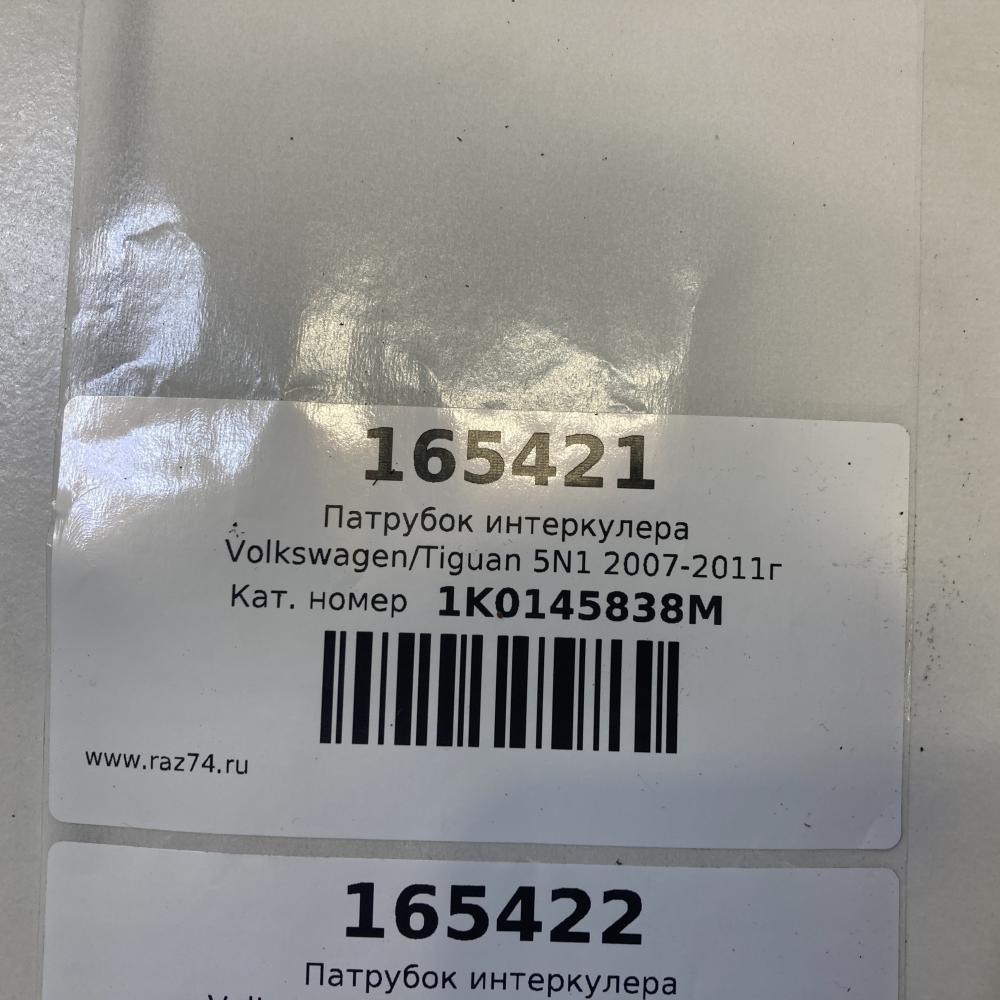 165421
Патрубок интеркулера
Volkswagen/Tiguan 5N1 2007-2011г
Кат. номер 1K0145838M
www.raz74.ru
165422
Патрубок интеркулера